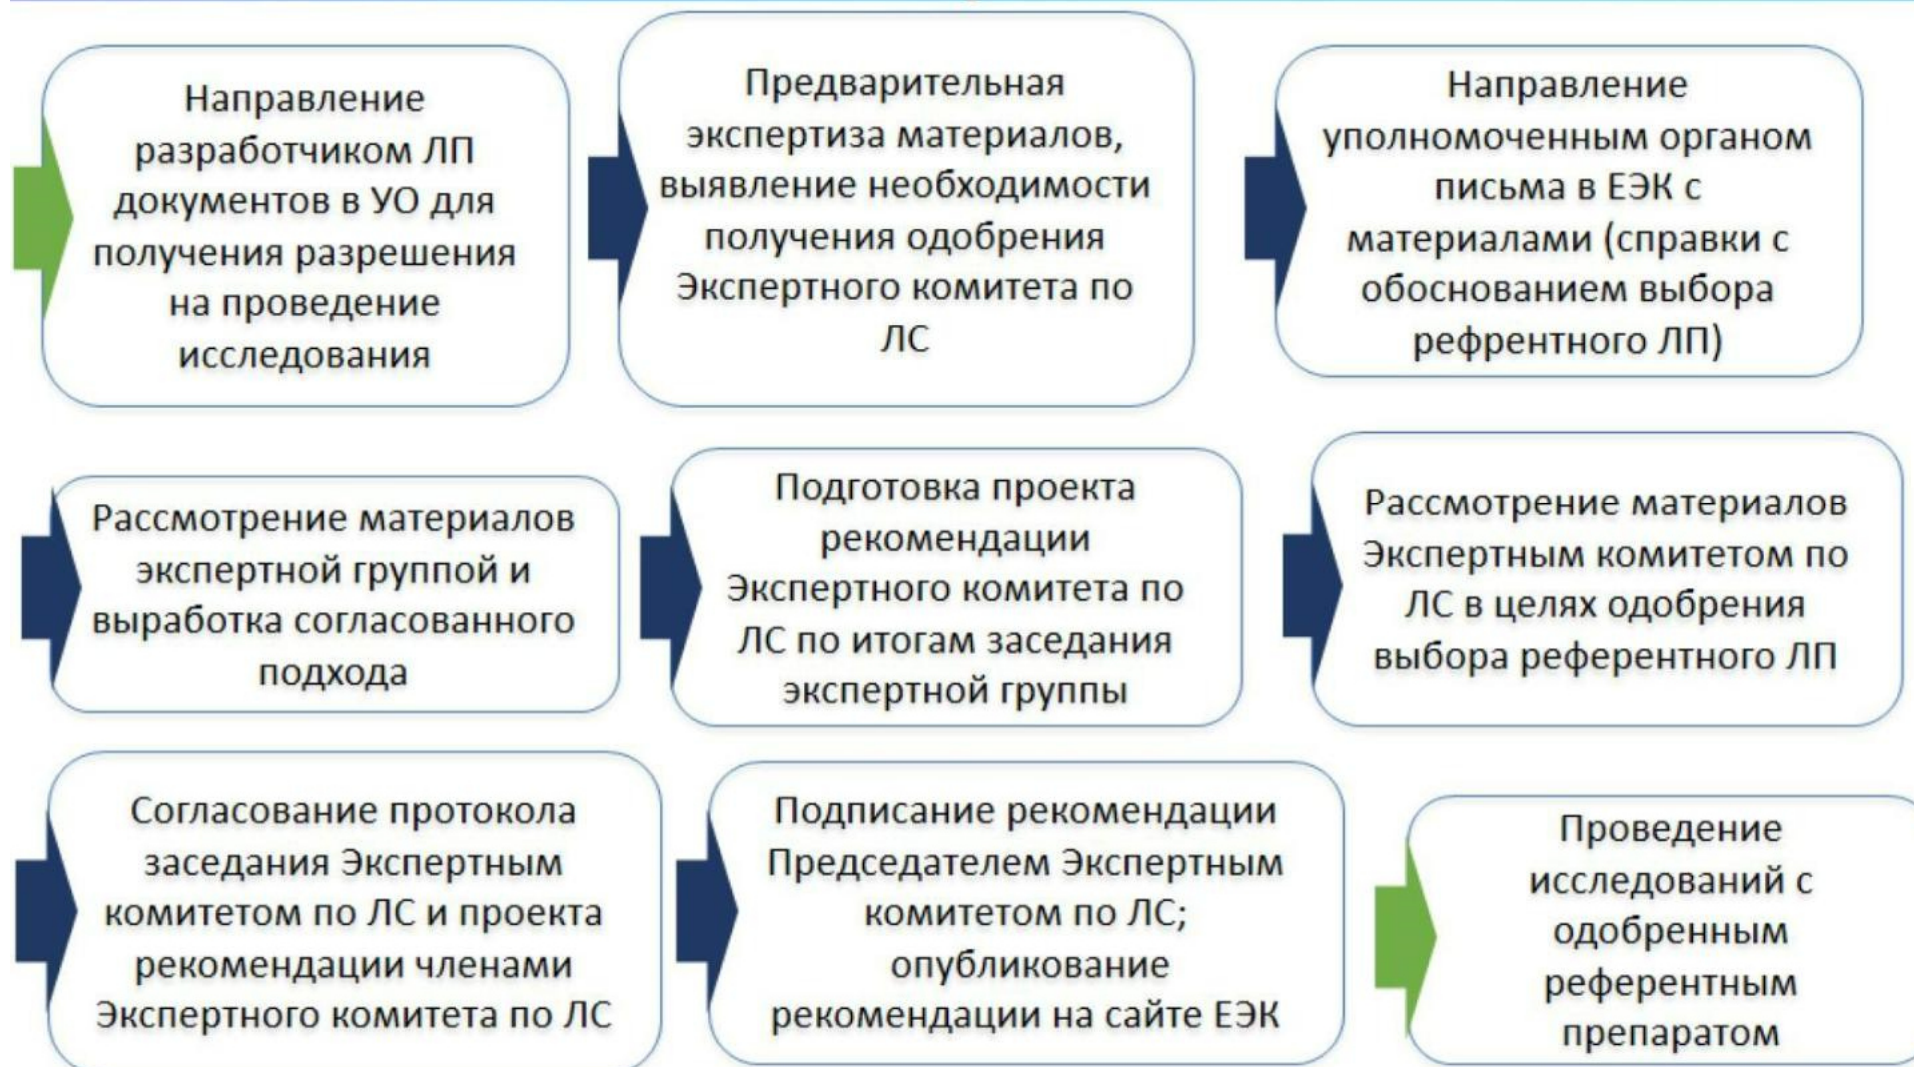 Направление
разработчиком ЛП
документов в УО для
получения разрешения
на проведение
исследования
Предварительная
экспертиза материалов,
выявление необходимости
получения одобрения
Экспертного комитета по
ЛС
Направление
уполномоченным органом
письма в ЕЭК с
материалами (справки с
обоснованием выбора
рефрентного ЛП)
Рассмотрение материалов
экспертной группой и
выработка согласованного
подхода
Подготовка проекта
рекомендации
Экспертного комитета по
ЛС по итогам заседания
экспертной группы
Рассмотрение материалов
Экспертным комитетом по
ЛС в целях одобрения
выбора референтного ЛП
Согласование протокола
заседания Экспертным
комитетом по ЛС и проекта
рекомендации членами
Экспертного комитета по ЛС
Подписание рекомендации
Председателем Экспертным
комитетом по ЛС;
опубликование
рекомендации на сайте ЕЭК
Проведение
исследований с
одобренным
референтным
препаратом